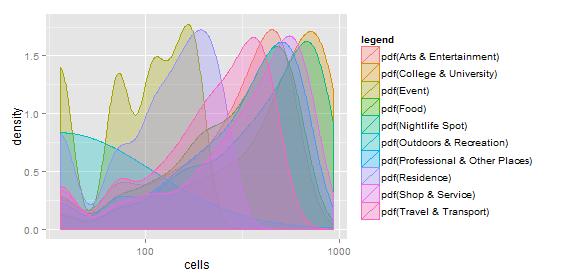 legend
pdf(Arts & Entertainment)
pdf(College & University)
pdf(Event)
pdf(Food)
pdf(Nightlife Spot)
pdf(Outdoors & Recreation)
pdf(Professional & Other Places)
pdf(Residence)
pdf(Shop & Service)
pdf(Travel & Transport)
density
1.5
1.0
0.5
0.0
100
1000
cells